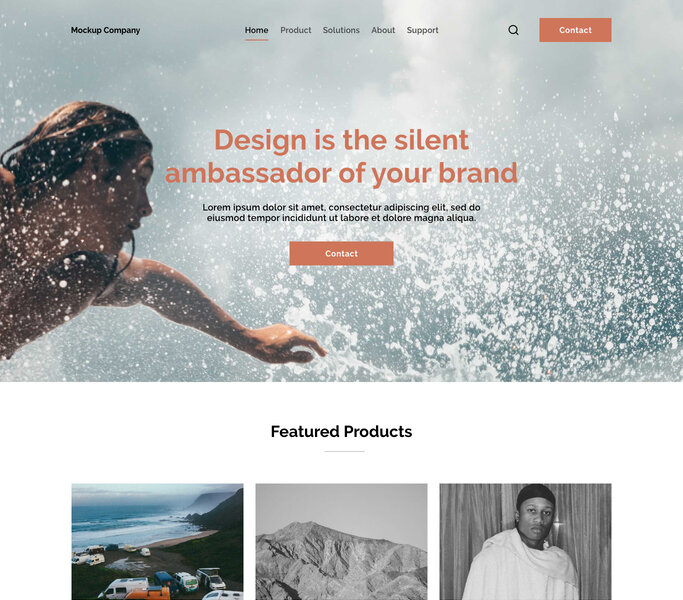 Mockup Company
Home Product Solutions About Support
Contact
Design is the silent
ambassador of your brand
Lorem ipsum dolor sit amet, consectetur adipiscing elit, sed do
eiusmod tempor incididunt ut labore et dolore magna aliqua.
Contact
Featured Products